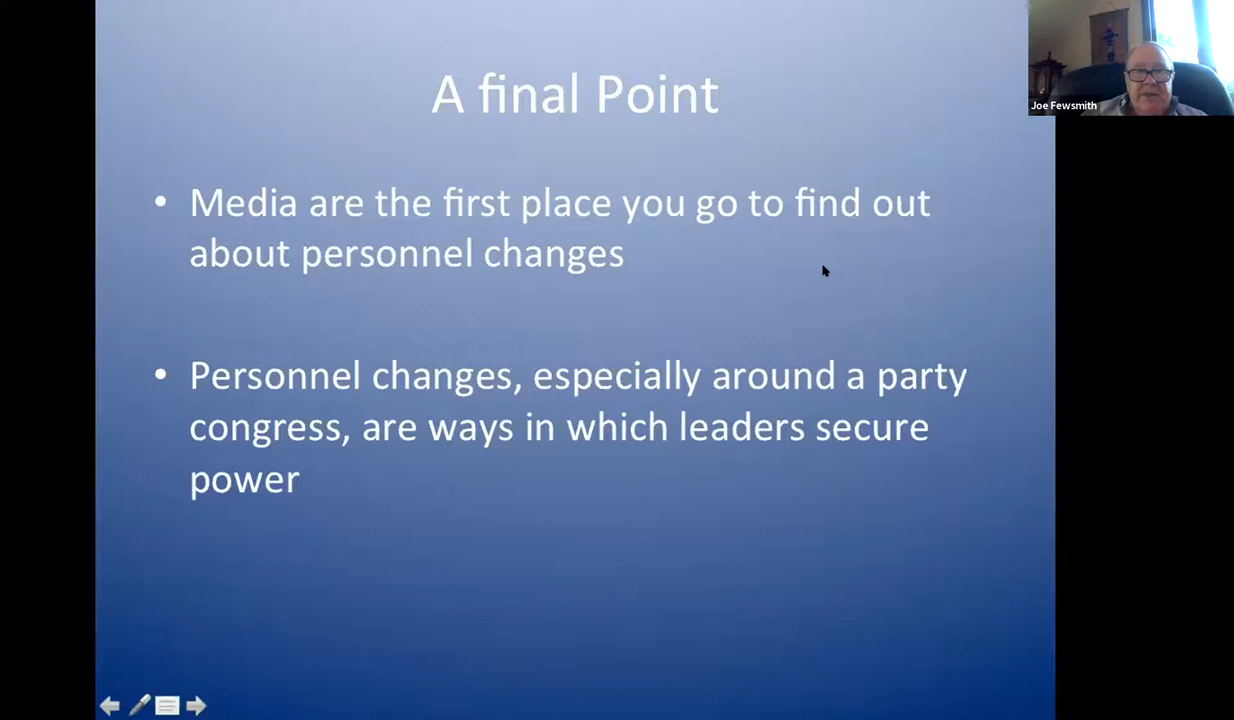 A final Point
Joe Fewsmith
• Media are the first place you go to find out
about personnel changes
• Personnel changes, especially around a party
congress, are ways in which leaders secure
power